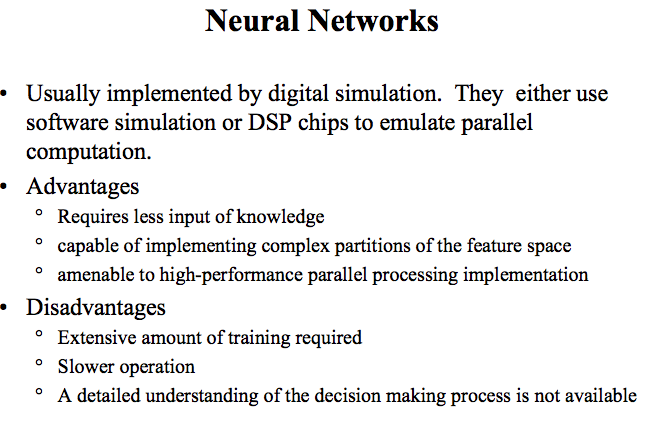 Neural Networks
• Usually implemented by digital simulation.  They  either use
software simulation or DSP chips to emulate parallel
computation.
• Advantages
° Requires less input of knowledge
° capable of implementing complex partitions of the feature space
° amenable to high-performance parallel processing implementation
• Disadvantages
° Extensive amount of training required
° Slower operation
° A detailed understanding of the decision making process is not available